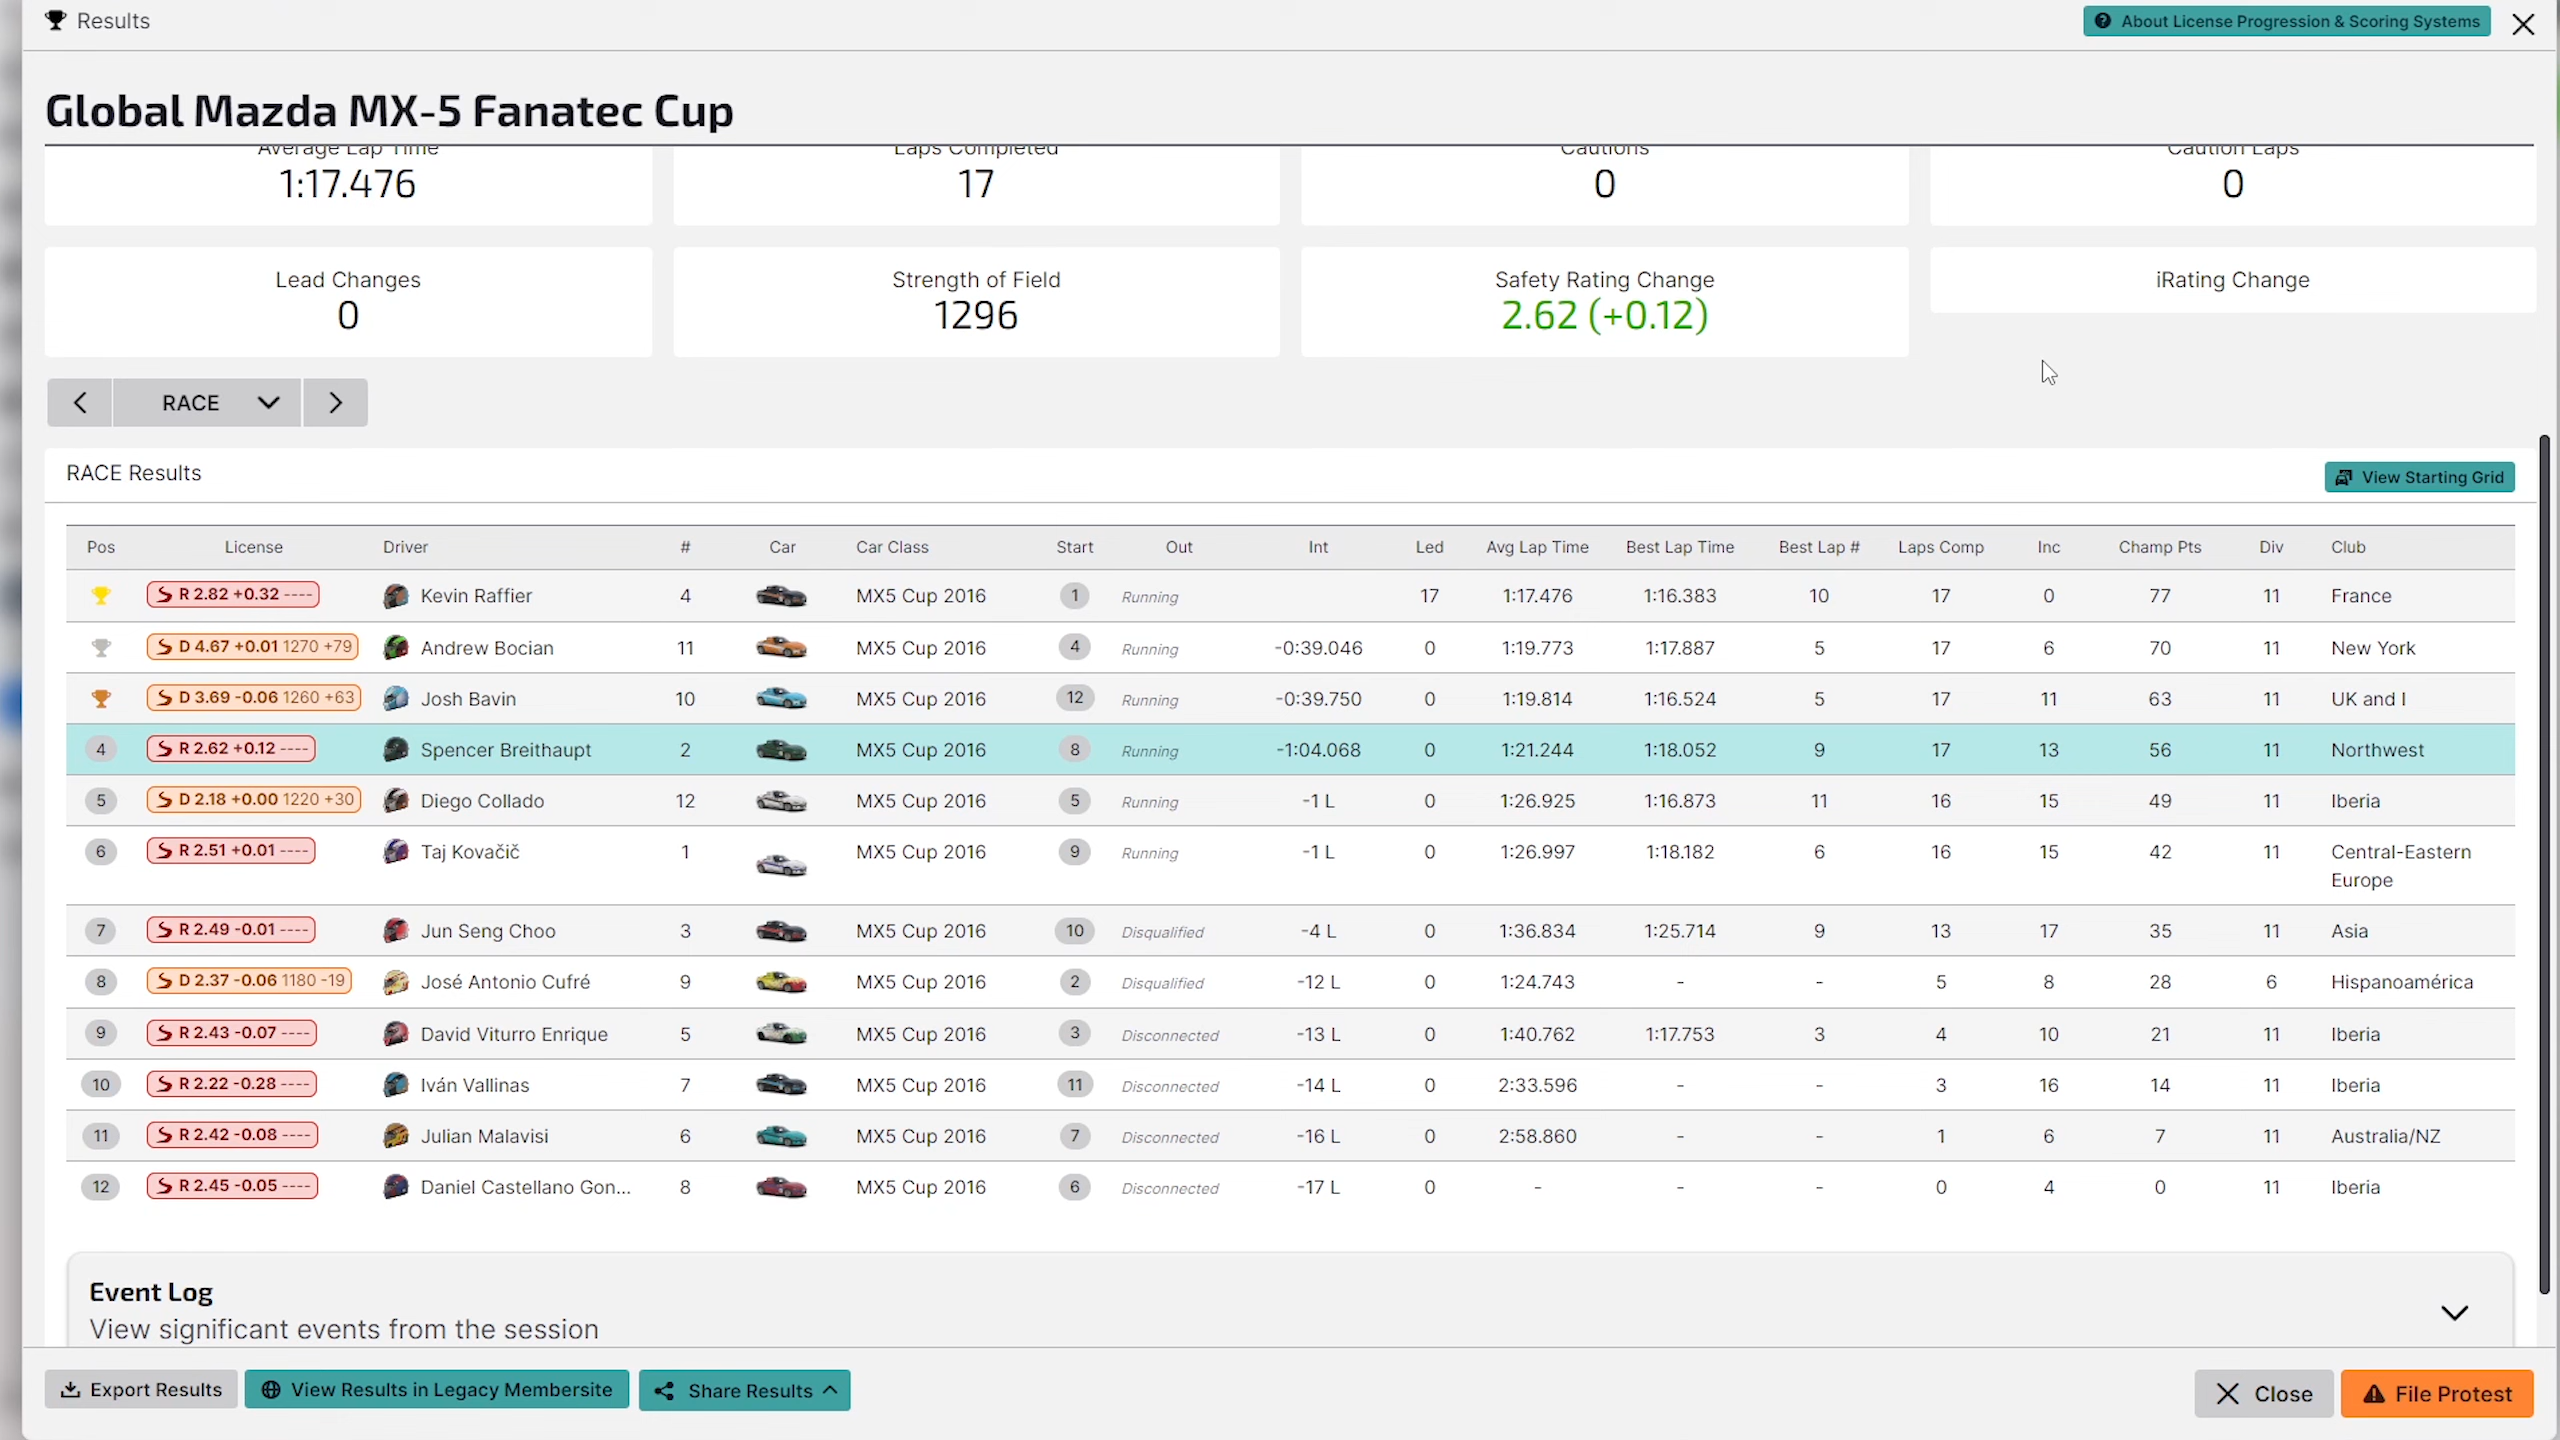 Results
About License Progression & Scoring Systems
Global Mazda MX-5 Fanatec Cup
Average Lap Time
1:17.476
Laps Completed
17
Cautions
0
Caution Laps
0
Lead Changes
0
Strength of Field
1296
Safety Rating Change
2.62 (+0.12)
iRating Change
RACE
RACE Results
View Starting Grid
Pos License Driver # Car Car Class Start Out Int Led Avg Lap Time Best Lap Time Best Lap # Laps Comp Inc Champ Pts Div Club
R 2.82 +0.32 ---- Kevin Raffier 4 MX5 Cup 2016 1 Running 17 1:17.476 1:16.383 10 17 0 77 11 France
D 4.67 +0.01 1270 +79 Andrew Bocian 11 MX5 Cup 2016 4 Running -0:39.046 0 1:19.773 1:17.887 5 17 6 70 11 New York
D 3.69 -0.06 1260 +63 Josh Bavin 10 MX5 Cup 2016 12 Running -0:39.750 0 1:19.814 1:16.524 5 17 11 63 11 UK and I
4 R 2.62 +0.12 ---- Spencer Breithaupt 2 MX5 Cup 2016 8 Running -1:04.068 0 1:21.244 1:18.052 9 17 13 56 11 Northwest
5 D 2.18 +0.00 1220 +30 Diego Collado 12 MX5 Cup 2016 5 Running -1 L 0 1:26.925 1:16.873 11 16 15 49 11 Iberia
6 R 2.51 +0.01 ---- Taj Kovačič 1 MX5 Cup 2016 9 Running -1 L 0 1:26.997 1:18.182 6 16 15 42 11 Central-Eastern
Europe
7 R 2.49 -0.01 ---- Jun Seng Choo 3 MX5 Cup 2016 10 Disqualified -4 L 0 1:36.834 1:25.714 9 13 17 35 11 Asia
8 D 2.37 -0.06 1180 -19 José Antonio Cufré 9 MX5 Cup 2016 2 Disqualified -12 L 0 1:24.743 - - 5 8 28 6 Hispanoamérica
9 R 2.43 -0.07 ---- David Viturro Enrique 5 MX5 Cup 2016 3 Disconnected -13 L 0 1:40.762 1:17.753 3 4 10 21 11 Iberia
10 R 2.22 -0.28 ---- Iván Vallinas 7 MX5 Cup 2016 11 Disconnected -14 L 0 2:33.596 - - 3 16 14 11 Iberia
11 R 2.42 -0.08 ---- Julian Malavisi 6 MX5 Cup 2016 7 Disconnected -16 L 0 2:58.860 - - 1 6 7 11 Australia/NZ
12 R 2.45 -0.05 ---- Daniel Castellano Gon... 8 MX5 Cup 2016 6 Disconnected -17 L 0 - - - 0 4 0 11 Iberia
Event Log
View significant events from the session
Export Results
View Results in Legacy Membersite
Share Results
Close
File Protest